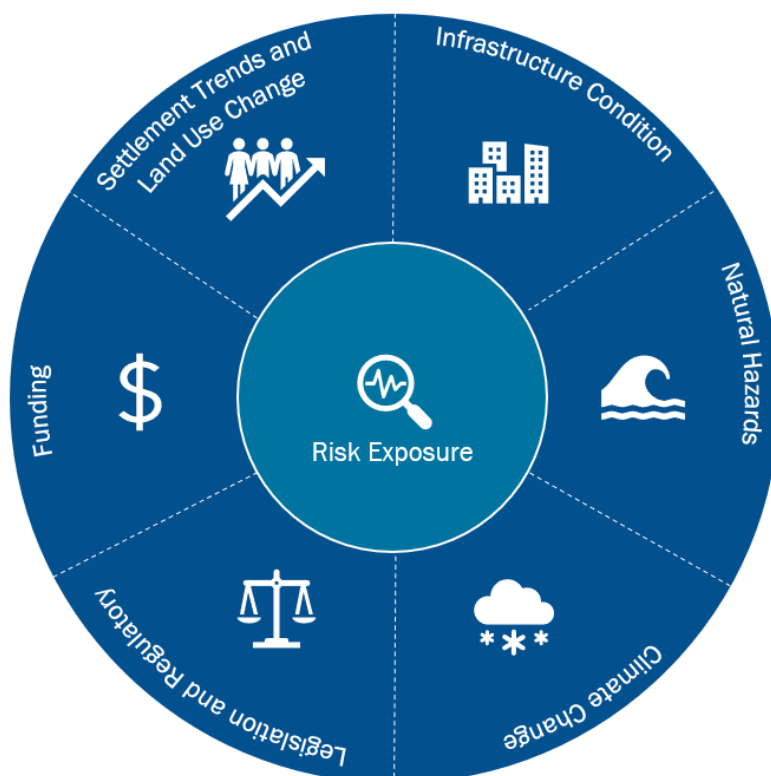 Settlement Trends and
Land Use Change
Infrastructure Condition
Natural Hazards
Climate Change
Legislation and Regulatory
Funding
$
Risk Exposure